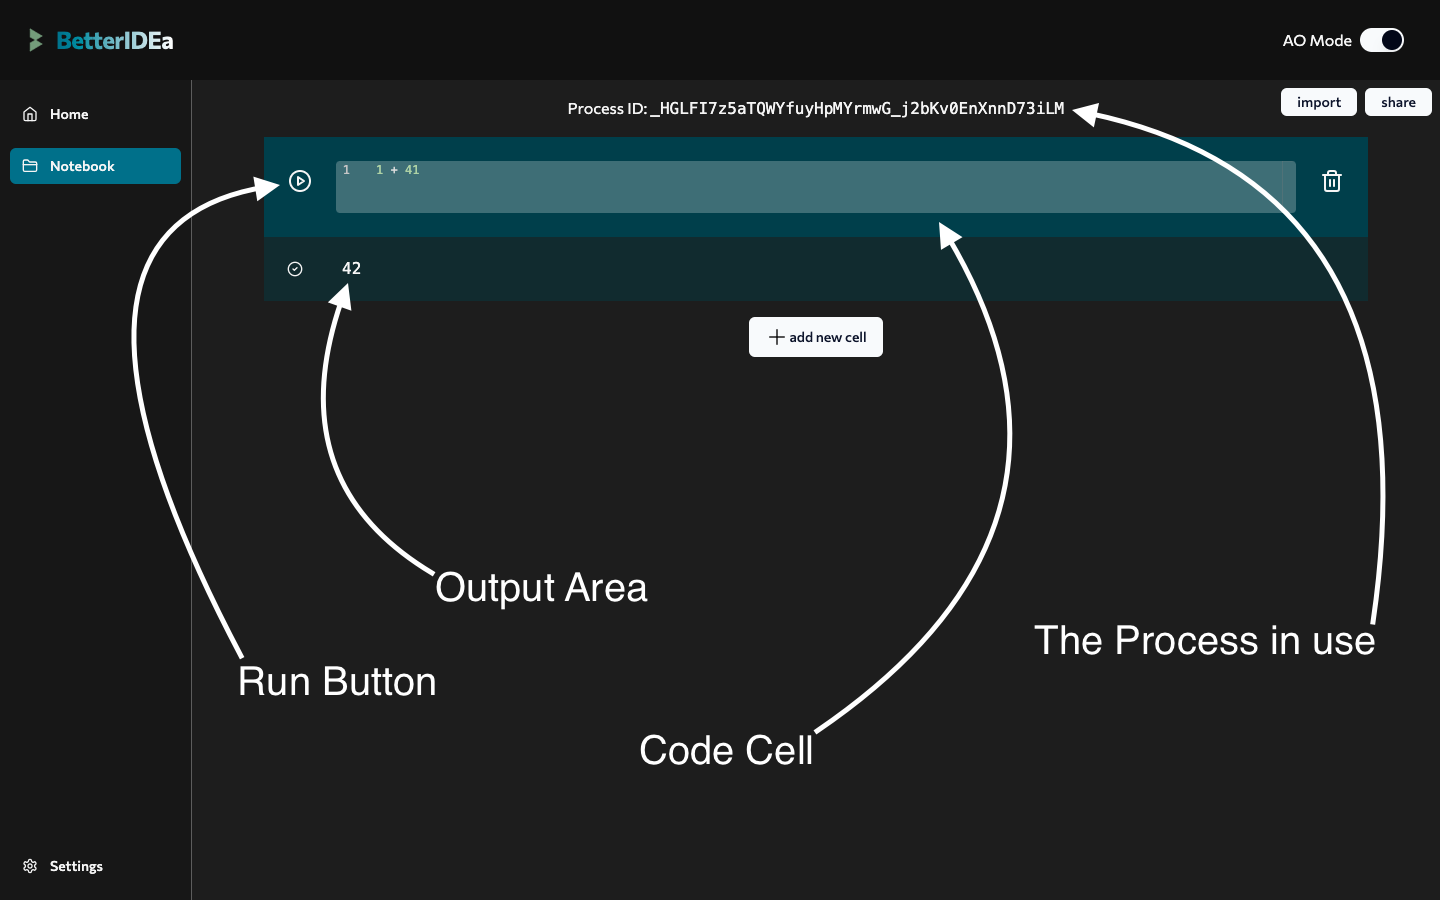 BetterIDEa
AO Mode
Home
Notebook
Process ID: _HGLFI7z5aTQWYfuyHpMYrmwG_j2bKv0EnXnnD73iLM
import
share
1 1 + 41
42
add new cell
Output Area
The Process in use
Run Button
Code Cell
Settings